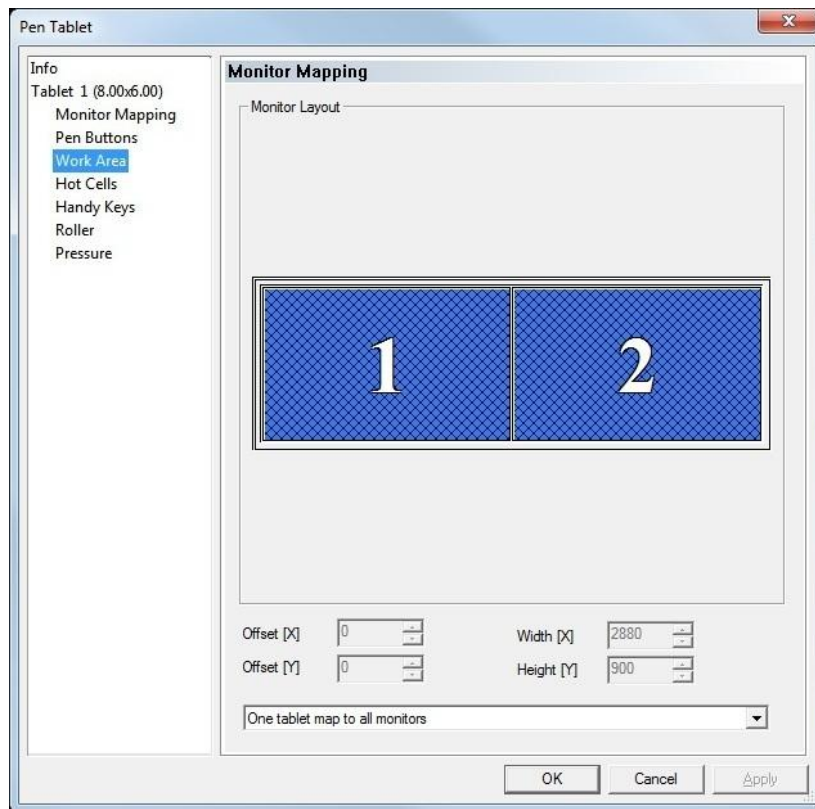 Pen Tablet
Info
Tablet 1 (8.00x6.00)
Monitor Mapping
Pen Buttons
Work Area
Hot Cells
Handy Keys
Roller
Pressure
Monitor Mapping
Monitor Layout
1 2
Offset [X] 0 Width [X] 2880
Offset [Y] 0 Height [Y] 900
One tablet map to all monitors
OK Cancel Apply